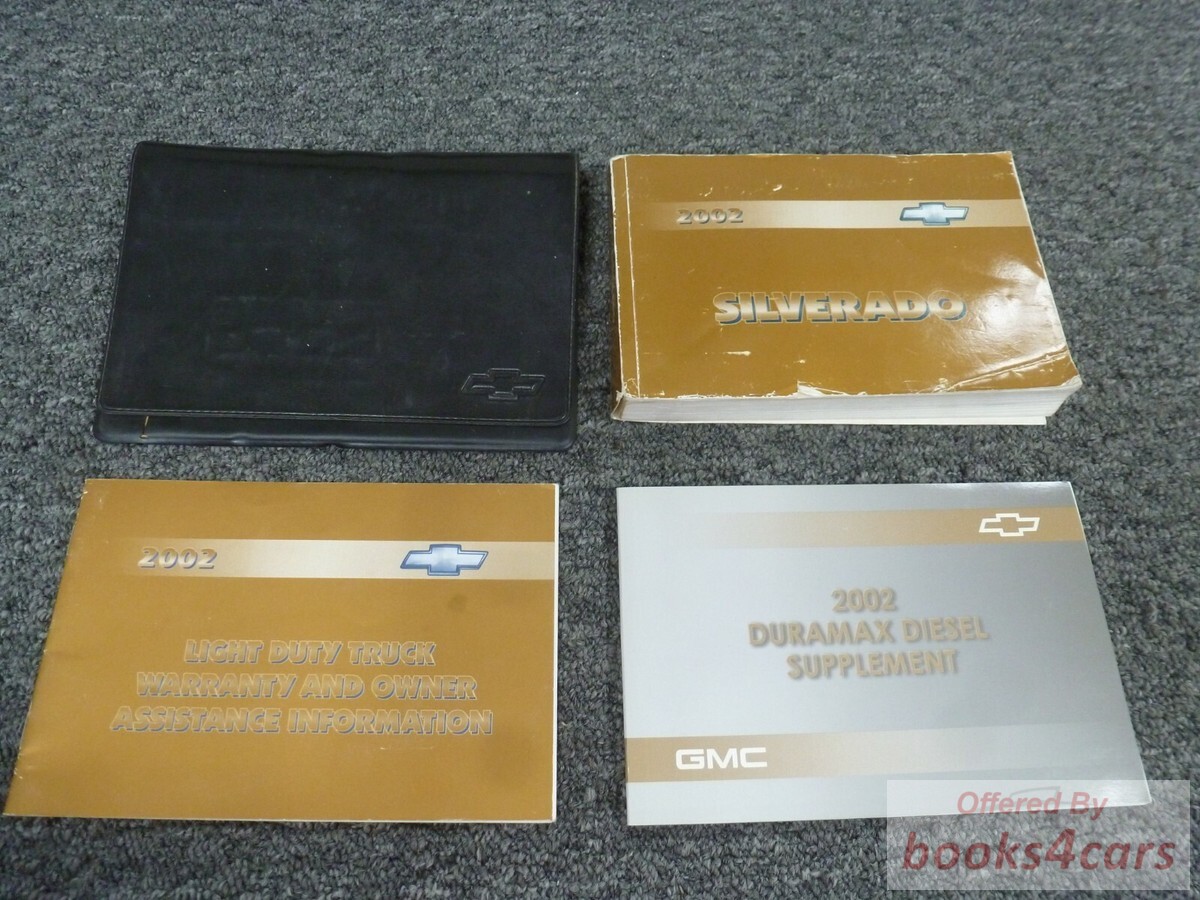 2002
SILVERADO
2002
LIGHT DUTY TRUCK
WARRANTY AND OWNER
ASSISTANCE INFORMATION
2002
DURAMAX DIESEL
SUPPLEMENT
GMC
Offered By
books4cars